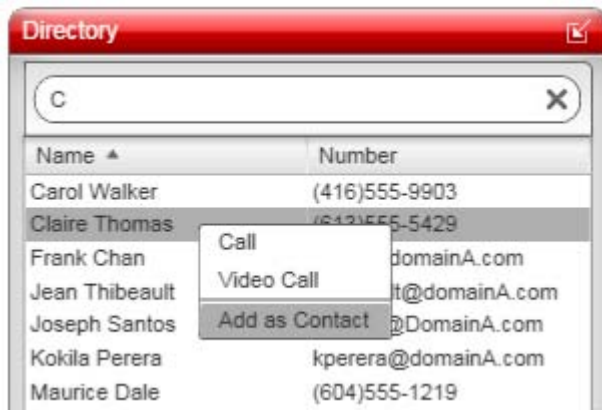 Directory
C
Name Number
Carol Walker (416)555-9903
Claire Thomas 555-5429
Call
Frank Chan domainA.com
Video Call
Jean Thibeault lt@domainA.com
Add as Contact
Joseph Santos @DomainA.com
Kokila Perera kperera@domainA.com
Maurice Dale (604)555-1219